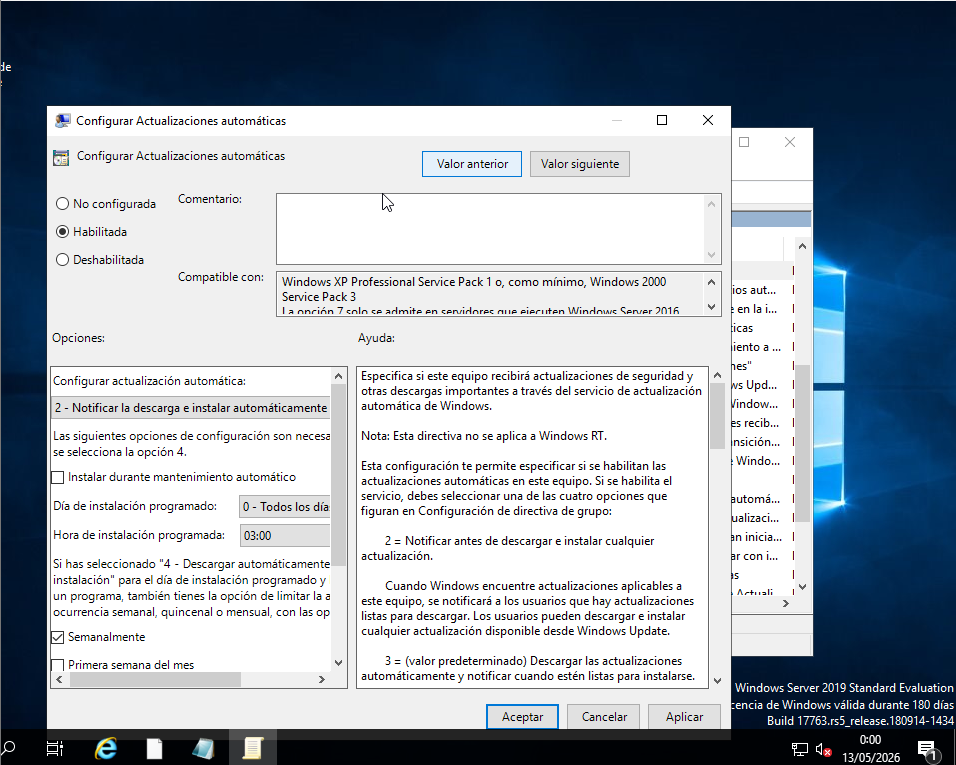 de
Configurar Actualizaciones automáticas
Configurar Actualizaciones automáticas
Valor anterior
Valor siguiente
No configurada
Habilitada
Deshabilitada
Comentario:
Compatible con:
Windows XP Professional Service Pack 1 o, como mínimo, Windows 2000
Service Pack 3
La opción 7 solo se admite en servidores que ejecuten Windows Server 2016
Opciones:
Ayuda:
Configurar actualización automática:
2 - Notificar la descarga e instalar automáticamente
Las siguientes opciones de configuración son necesa
se selecciona la opción 4.
Instalar durante mantenimiento automático
Día de instalación programado:
0 - Todos los día
Hora de instalación programada:
03:00
Si has seleccionado "4 - Descargar automáticamente
instalación" para el día de instalación programado y
un programa, también tienes la opción de limitar la a
ocurrencia semanal, quincenal o mensual, con las op
Semanalmente
Primera semana del mes
Especifica si este equipo recibirá actualizaciones de seguridad y
otras descargas importantes a través del servicio de actualización
automática de Windows.
Nota: Esta directiva no se aplica a Windows RT.
Esta configuración te permite especificar si se habilitan las
actualizaciones automáticas en este equipo. Si se habilita el
servicio, debes seleccionar una de las cuatro opciones que
figuran en Configuración de directiva de grupo:
2 = Notificar antes de descargar e instalar cualquier
actualización.
Cuando Windows encuentre actualizaciones aplicables a
este equipo, se notificará a los usuarios que hay actualizaciones
listas para descargar. Los usuarios pueden descargar e instalar
cualquier actualización disponible desde Windows Update.
3 = (valor predeterminado) Descargar las actualizaciones
automáticamente y notificar cuando estén listas para instalarse.
Aceptar
Cancelar
Aplicar
ios aut...
e en la i...
ticas
iento a ...
nes"
ws Upd...
Window...
es recib...
nsición...
e Windo...
automá...
ualizaci...
an inicia...
ar con i...
as
e Actuali...
Windows Server 2019 Standard Evaluation
cencia de Windows válida durante 180 días
Build 17763.rs5_release.180914-1434
0:00
13/05/2026
1